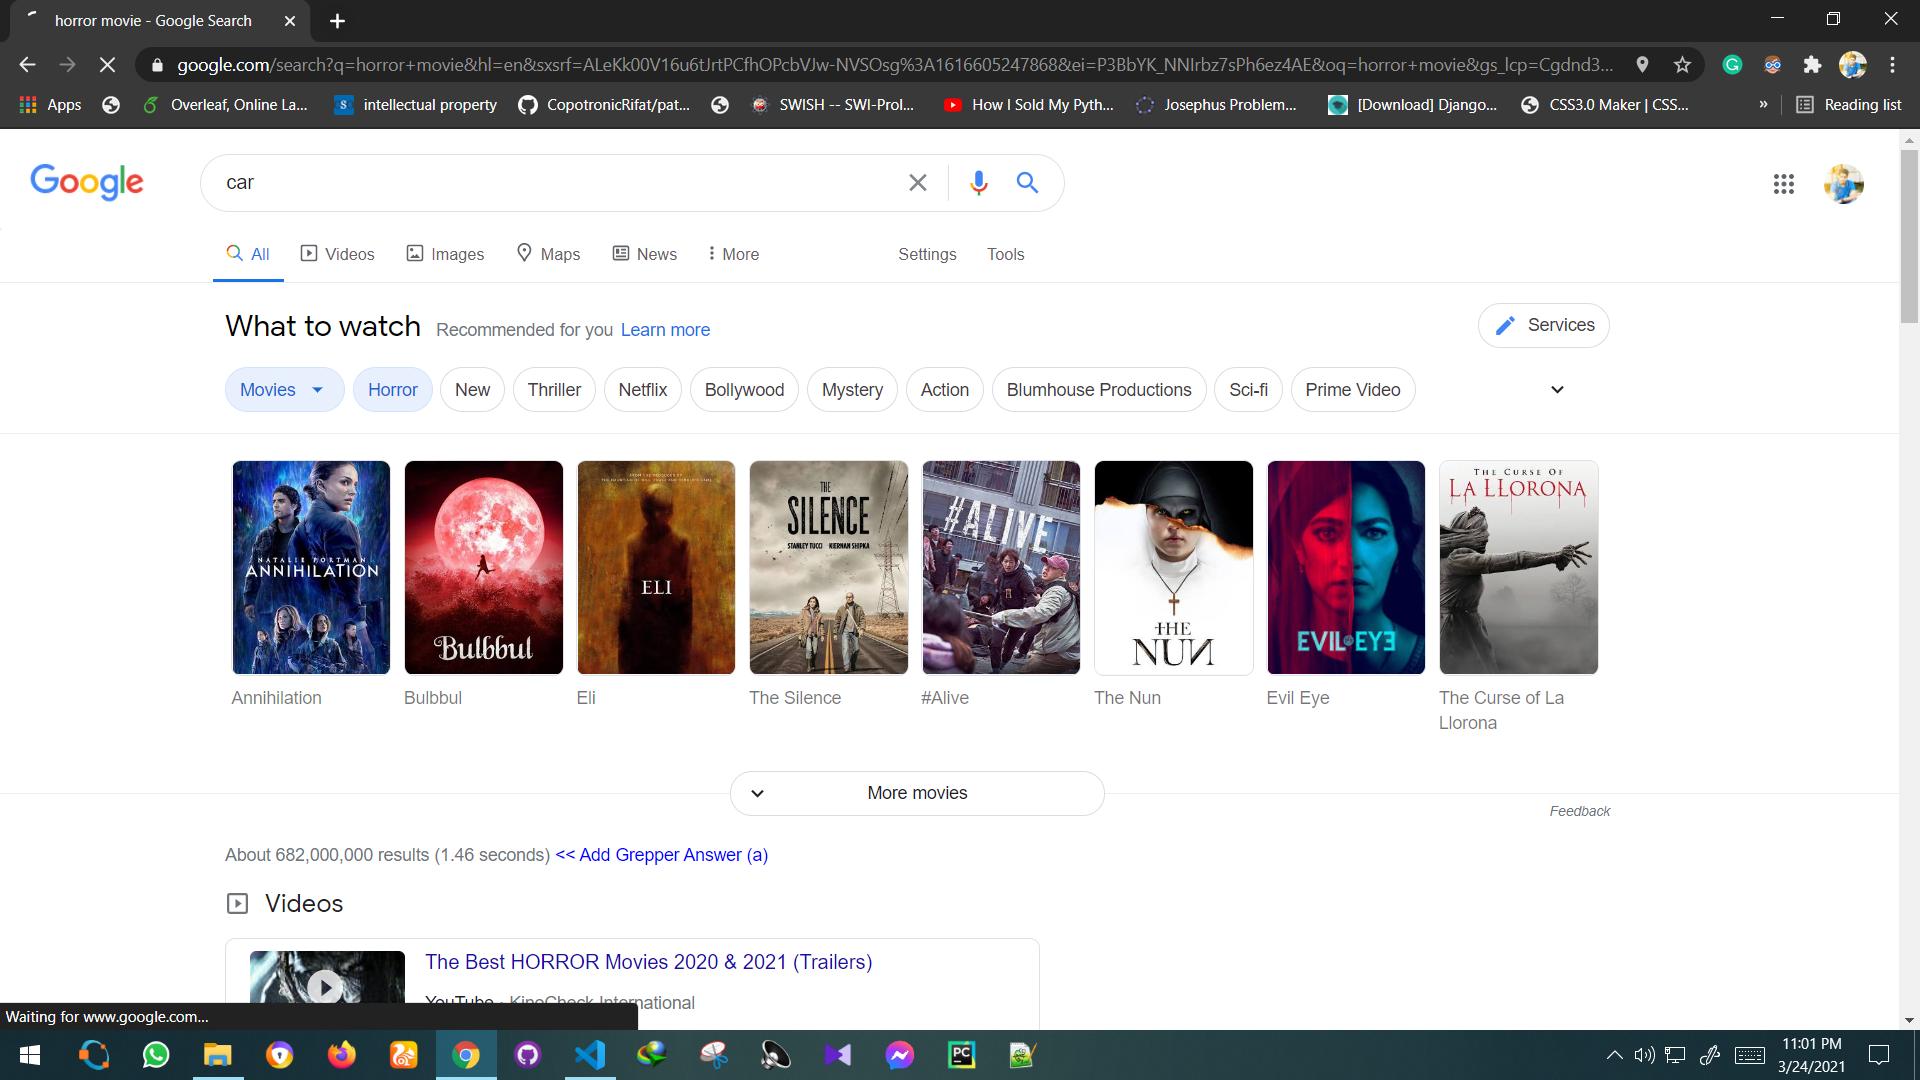 horror movie - Google Search
google.com/search?q=horror+movie&hl=en&sxsrf=ALeKk00V16u6tJrtPCfhOPcbVJw-NVSOsg%3A1616605247868&ei=P3BbYK_NNIrbz7sPh6ez4AE&oq=horror+movie&gs_lcp=Cgdnd3...
Apps Overleaf, Online La... intellectual property CopotronicRifat/pat... SWISH -- SWI-Prol... How I Sold My Pyth... Josephus Problem... [Download] Django... CSS3.0 Maker | CSS... » Reading list
Google car
All Videos Images Maps News More Settings Tools
What to watch Recommended for you Learn more Services
Movies Horror New Thriller Netflix Bollywood Mystery Action Blumhouse Productions Sci-fi Prime Video
NATALIE PORTMAN
ANNIHILATION
Bulbbul
ELI
THE
SILENCE
STANLEY TUCCI KIERNAN SHIPKA
#ALIVE
THE
NUN
EVIL EYE
THE CURSE OF
LA LLORONA
Annihilation Bulbbul Eli The Silence #Alive The Nun Evil Eye The Curse of La
Llorona
More movies
Feedback
About 682,000,000 results (1.46 seconds) << Add Grepper Answer (a)
Videos
The Best HORROR Movies 2020 & 2021 (Trailers)
YouTube · KinoCheck International
Waiting for www.google.com...
PC
11:01 PM
3/24/2021